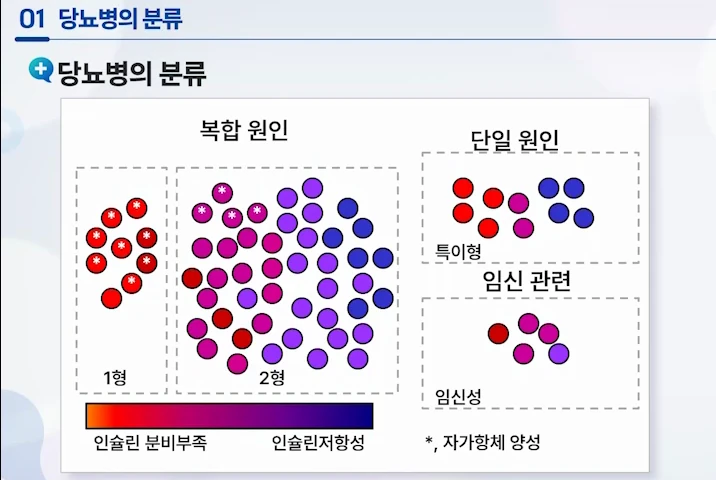 01 당뇨병의 분류
당뇨병의 분류
복합 원인
단일 원인
특이형
임신 관련
1형
2형
임신성
인슐린 분비부족
인슐린저항성
*, 자가항체 양성